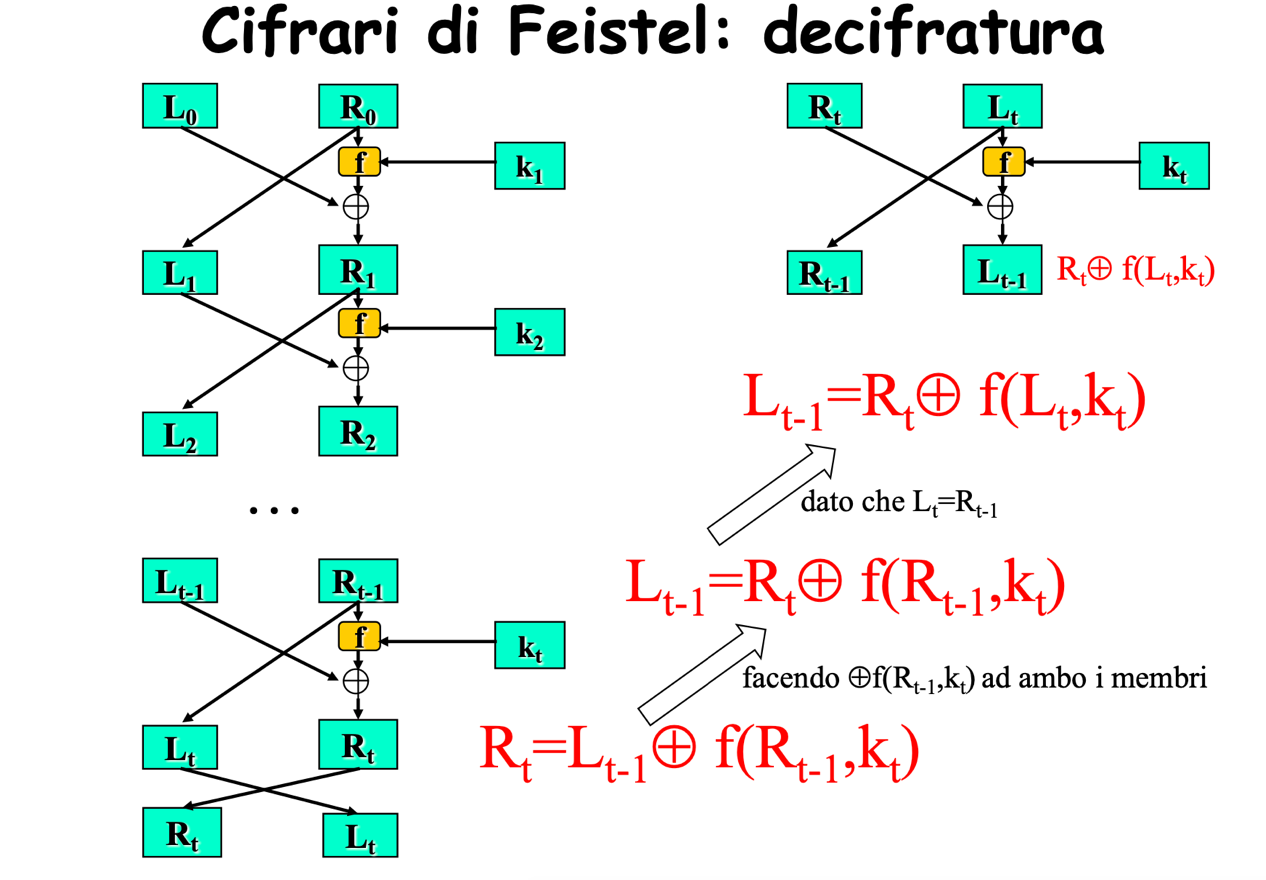 Cifrari di Feistel: decifratura
L₀ R₀
f k₁
⊕
L₁ R₁
f k₂
⊕
L₂ R₂
...
Lₜ₋₁ Rₜ₋₁
f kₜ
⊕
Lₜ Rₜ
Rₜ Lₜ
Rₜ Lₜ
f kₜ
⊕
Rₜ₋₁ Lₜ₋₁ Rₜ⊕ f(Lₜ,kₜ)
Lₜ₋₁=Rₜ⊕ f(Lₜ,kₜ)
dato che Lₜ=Rₜ₋₁
Lₜ₋₁=Rₜ⊕ f(Rₜ₋₁,kₜ)
facendo ⊕f(Rₜ₋₁,kₜ) ad ambo i membri
Rₜ=Lₜ₋₁⊕ f(Rₜ₋₁,kₜ)